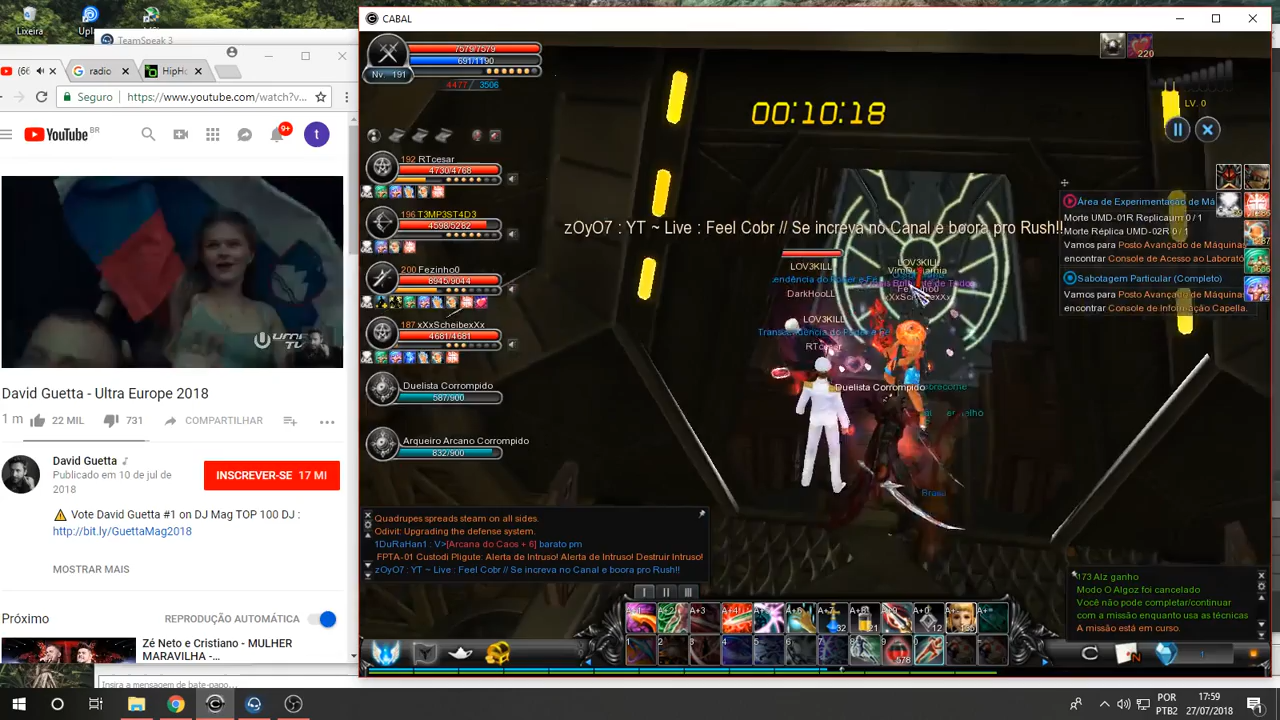 Lixeira
TeamSpeak 3
radio
HipHo
Seguro
https://www.youtube.com/watch?v...
YouTube BR
9+
t
David Guetta - Ultra Europe 2018
1 m
22 MIL
731
COMPARTILHAR
David Guetta
Publicado em 10 de jul de
2018
INSCREVER-SE 17 MI
Vote David Guetta #1 on DJ Mag TOP 100 DJ :
http://bit.ly/GuettaMag2018
MOSTRAR MAIS
Próximo
REPRODUÇÃO AUTOMÁTICA
Zé Neto e Cristiano - MULHER
MARAVILHA -...
Insira a mensagem de bate-papo...
CABAL
7579/7579
691/1190
Nv. 191
4477 / 3506
192 RTcesar
4730/4768
196 T3MP3ST4D3
4598/5282
200 Fezinho0
8945/9044
187 xXxScheibexXx
4681/4681
Duelista Corrompido
587/900
Arqueiro Arcano Corrompido
832/900
00:10:18
220
LV. 0
zOyO7 : YT ~ Live : Feel Cobr // Se increva no Canal e boora pro Rush!!
LOV3KILL
DarkHooLL
LOV3KILL
RTcesar
LOV3KILL
Duelista Corrompido
Brasil
Área de Experimentação de Má
Morte UMD-01R Replicaum 0 / 1
Morte Réplica UMD-02R 0 / 1
Vamos para Posto Avançado de Máquinas
encontrar Console de Acesso ao Laborató
Sabotagem Particular (Completo)
Vamos para Posto Avançado de Máquinas
encontrar Console de Informação Capella.
Quadrupes spreads steam on all sides.
Odivit: Upgrading the defense system.
1DuRaHan1 : V>[Arcana do Caos + 6] barato pm
FPTA-01 Custodi Pligute: Alerta de Intruso! Alerta de Intruso! Destruir Intruso!
zOyO7 : YT ~ Live : Feel Cobr // Se increva no Canal e boora pro Rush!!
173 Alz ganho
Modo O Algoz foi cancelado
Você não pode completar/continuar
com a missão enquanto usa as técnicas
A missão está em curso.
578
POR
PTB2
17:59
27/07/2018